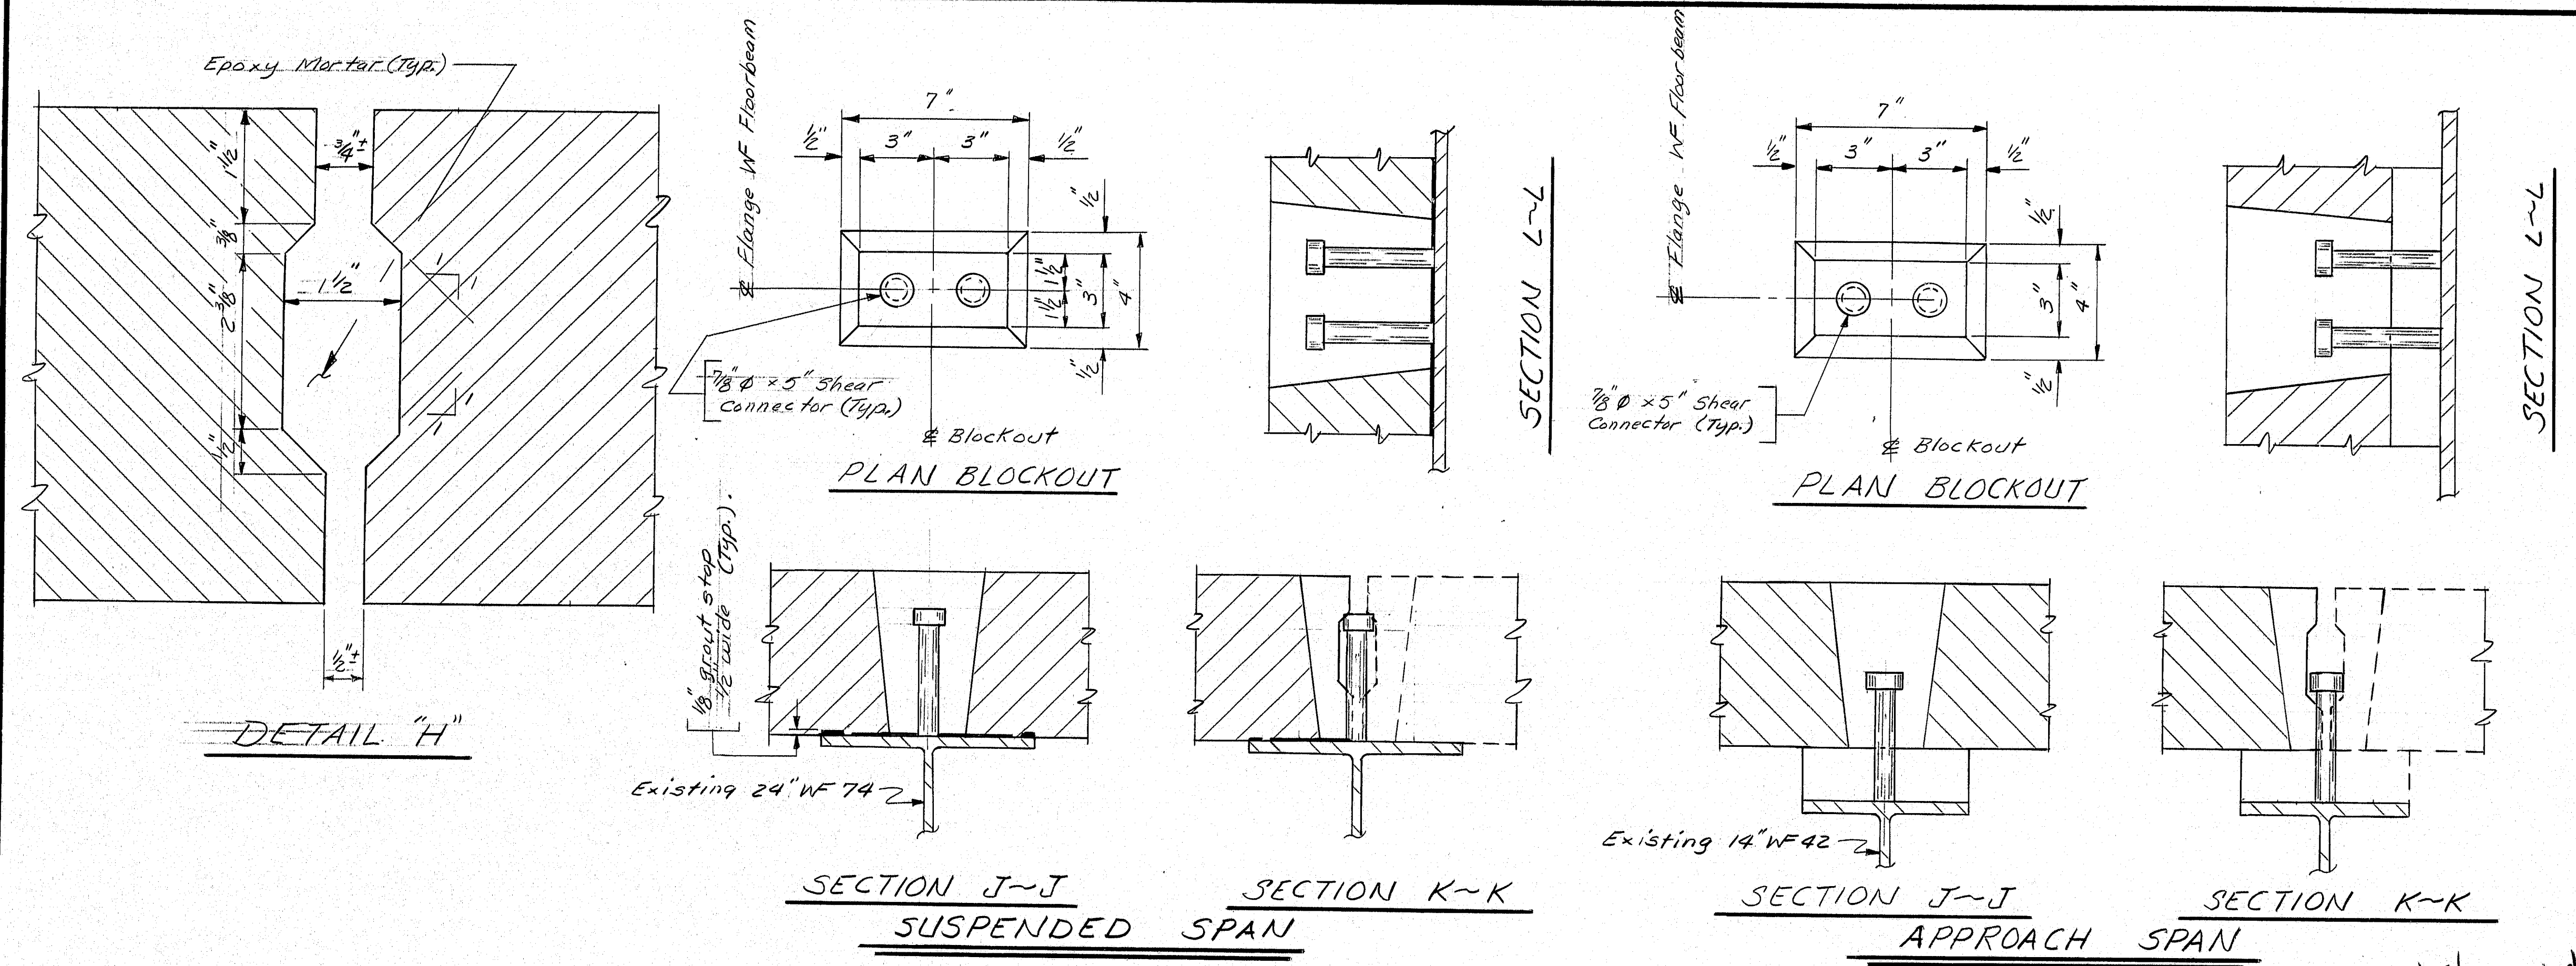 Epoxy Mortar (Typ.)
1 1/2"
3/4"±
3/8"
1 1/2"
2 3/8"
1
1
1
1
1/2"
1/2"±
DETAIL "H"
℄ Flange WF Floorbeam
7"
1/2"
3"
3"
1/2"
1/2"
1 1/2"
1 1/2"
3"
4"
1/2"
7/8" φ × 5" Shear
Connector (Typ.)
℄ Blockout
PLAN BLOCKOUT
SECTION L~L
1/8" grout stop
1/2" wide (Typ.)
Existing 24" WF 74
SECTION J~J
SECTION K~K
SUSPENDED SPAN
℄ Flange WF Floorbeam
7"
1/2"
3"
3"
1/2"
1/2"
3"
4"
1/2"
7/8" φ × 5" Shear
Connector (Typ.)
℄ Blockout
PLAN BLOCKOUT
SECTION L~L
Existing 14" WF 42
SECTION J~J
SECTION K~K
APPROACH SPAN